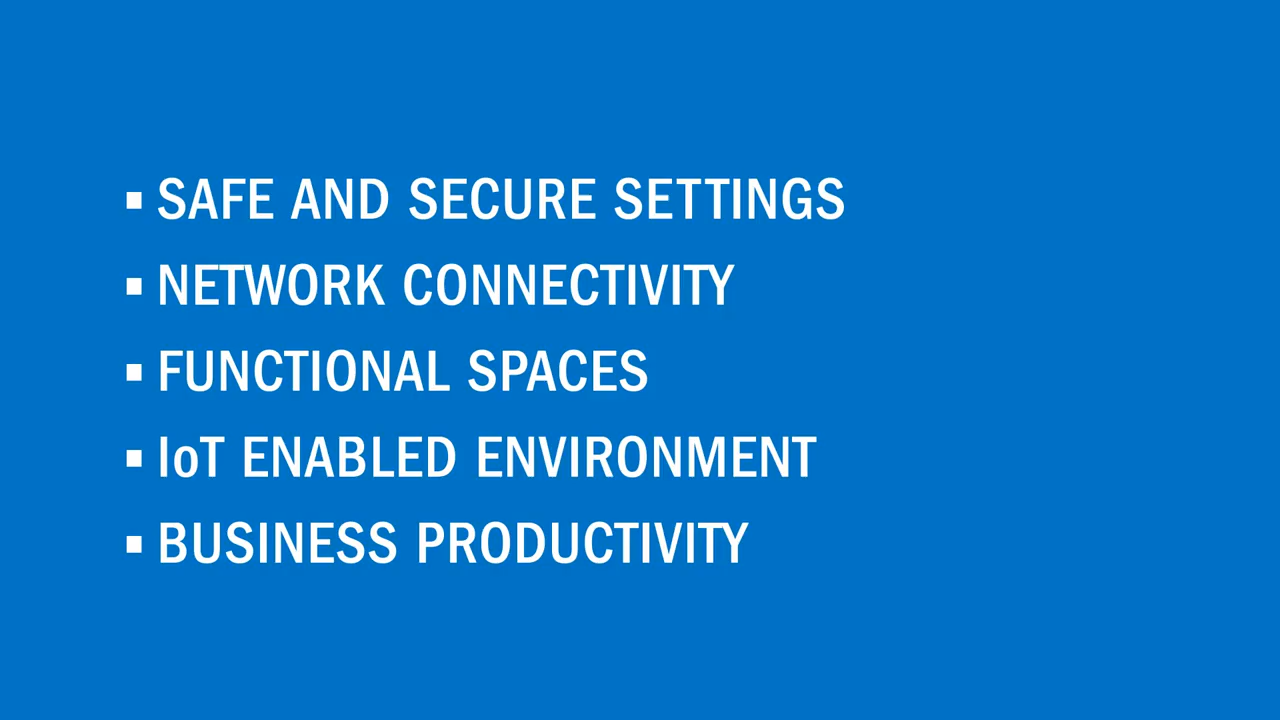 ▪ SAFE AND SECURE SETTINGS
▪ NETWORK CONNECTIVITY
▪ FUNCTIONAL SPACES
▪ IoT ENABLED ENVIRONMENT
▪ BUSINESS PRODUCTIVITY